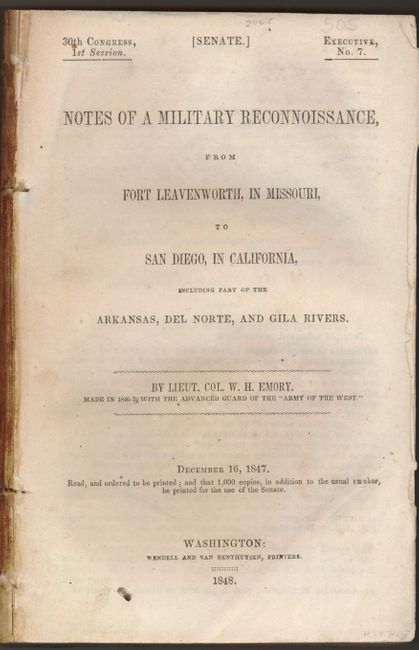 2765
505
30th Congress, [SENATE.] Executive,
1st Session. No. 7.
NOTES OF A MILITARY RECONNOISSANCE,
FROM
FORT LEAVENWORTH, IN MISSOURI,
TO
SAN DIEGO, IN CALIFORNIA,
INCLUDING PART OF THE
ARKANSAS, DEL NORTE, AND GILA RIVERS.
BY LIEUT. COL. W. H. EMORY.
MADE IN 1846-7, WITH THE ADVANCED GUARD OF THE "ARMY OF THE WEST."
December 16, 1847.
Read, and ordered to be printed; and that 1,000 copies, in addition to the usual number,
be printed for the use of the Senate.
WASHINGTON:
WENDELL AND VAN BENTHUYSEN, PRINTERS.
1848.